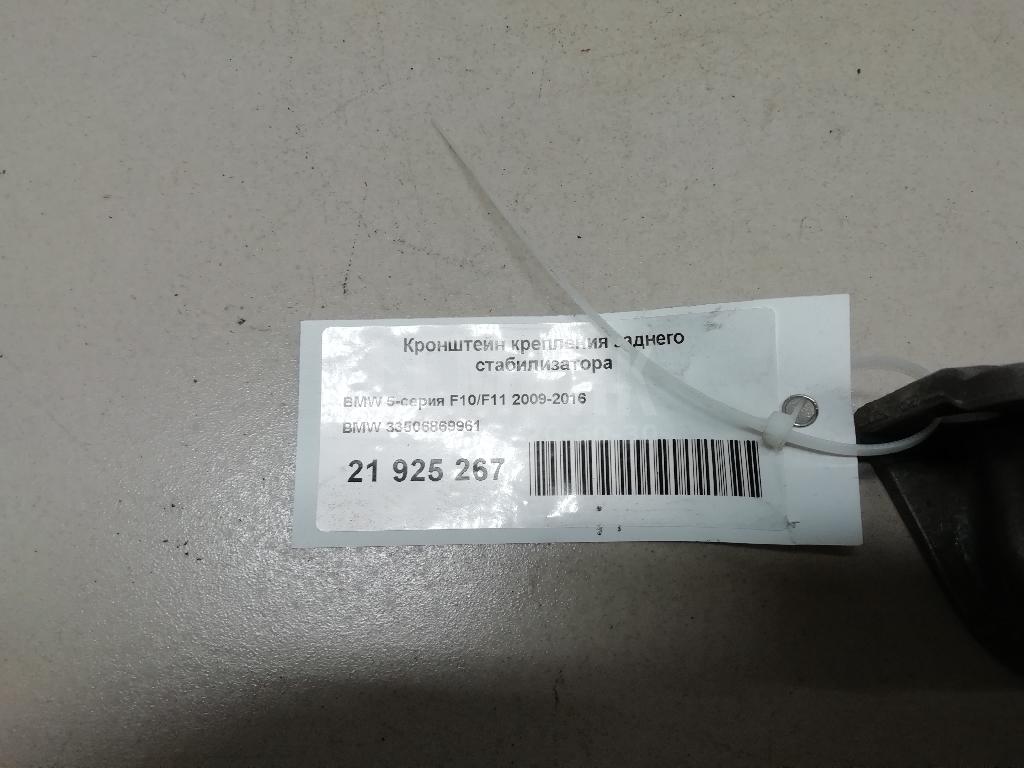 Кронштейн крепления заднего
стабилизатора
BMW 5-серия F10/F11 2009-2016
BMW 33506869961
21 925 267